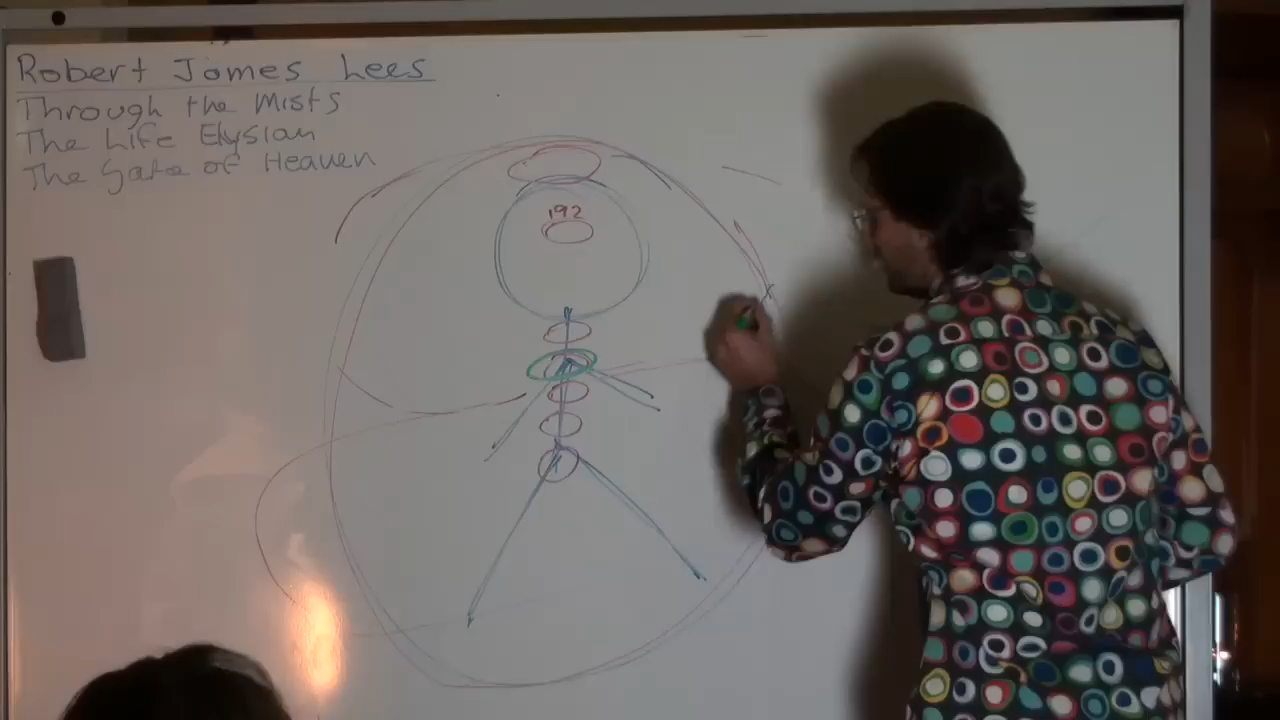 Robert James Lees
Through the Mists
The Life Elysian
The Gate of Heaven
192